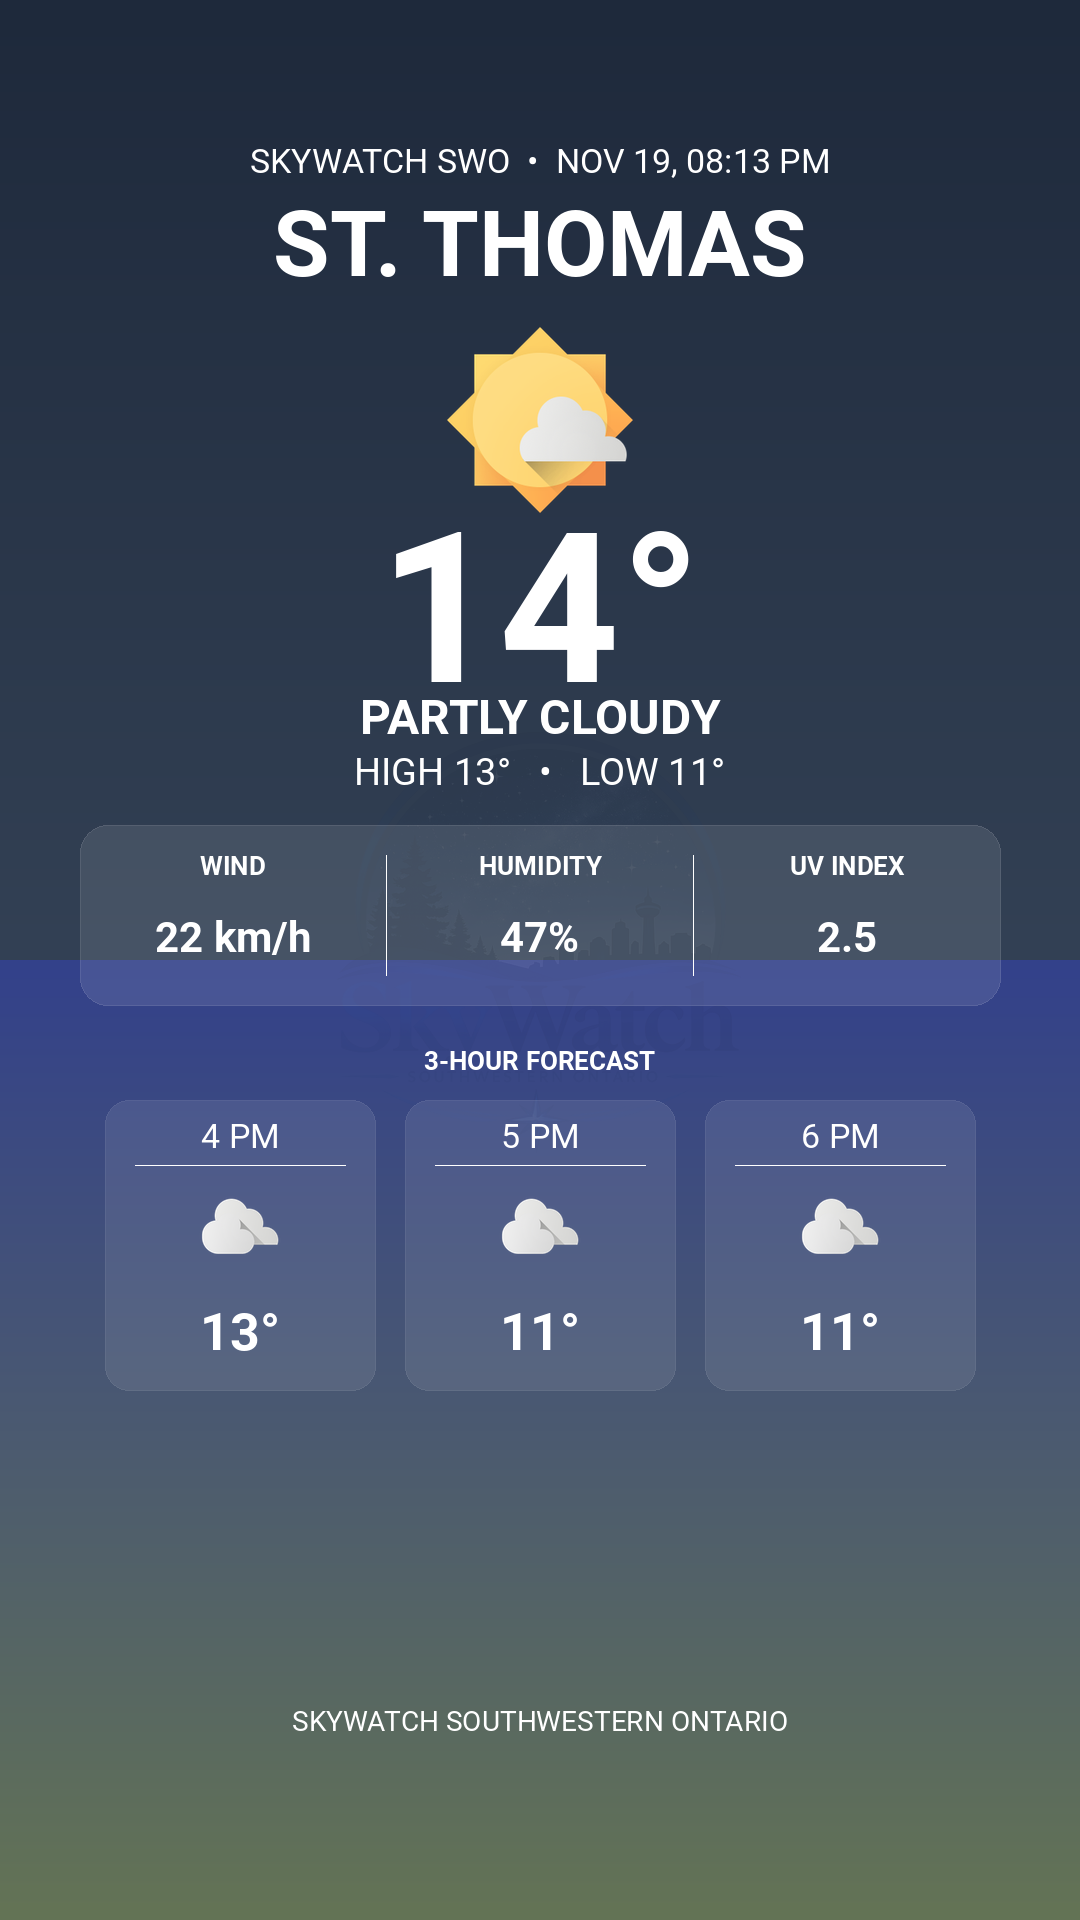 SKYWATCH SWO • NOV 19, 08:13 PM
ST. THOMAS
14°
PARTLY CLOUDY
HIGH 13° • LOW 11°
WIND HUMIDITY UV INDEX
22 km/h 47% 2.5
SkyWatch
3-HOUR FORECAST
4 PM 5 PM 6 PM
13° 11° 11°
SKYWATCH SOUTHWESTERN ONTARIO